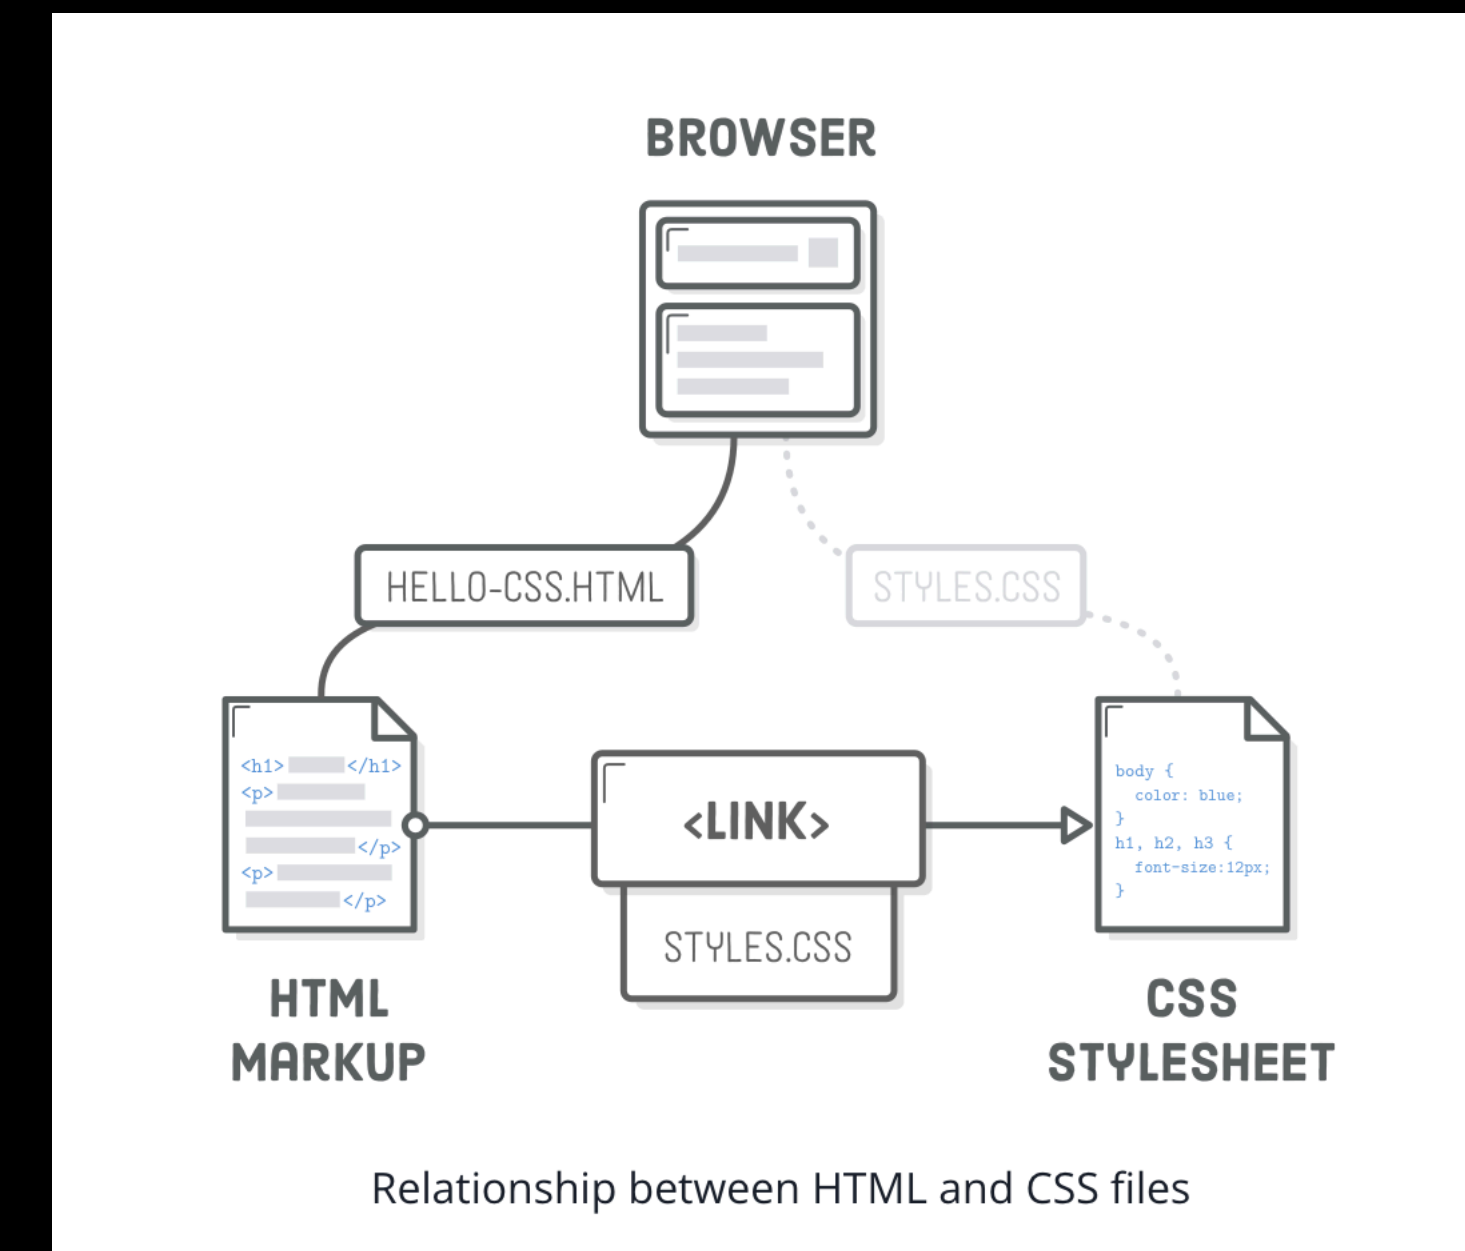 BROWSER
HELLO-CSS.HTML
STYLES.CSS
<h1> </h1>
<p>
</p>
<p>
</p>
<LINK>
STYLES.CSS
body {
color: blue;
}
h1, h2, h3 {
font-size:12px;
}
HTML
MARKUP
CSS
STYLESHEET
Relationship between HTML and CSS files